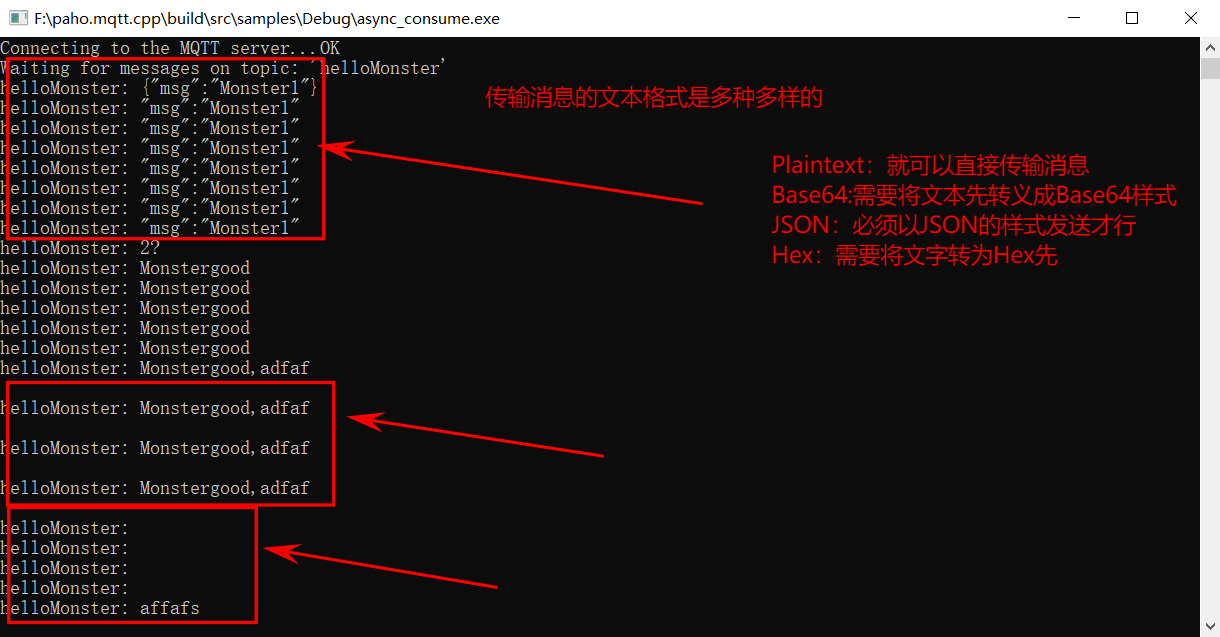 F:\paho.mqtt.cpp\build\src\samples\Debug\async_consume.exe
Connecting to the MQTT server...OK
Waiting for messages on topic: 'helloMonster'
helloMonster: {"msg":"Monster1"}
helloMonster: "msg":"Monster1"
helloMonster: "msg":"Monster1"
helloMonster: "msg":"Monster1"
helloMonster: "msg":"Monster1"
helloMonster: "msg":"Monster1"
helloMonster: "msg":"Monster1"
helloMonster: "msg":"Monster1"
helloMonster: 2?
helloMonster: Monstergood
helloMonster: Monstergood
helloMonster: Monstergood
helloMonster: Monstergood
helloMonster: Monstergood
helloMonster: Monstergood,adfaf
helloMonster: Monstergood,adfaf
helloMonster: Monstergood,adfaf
helloMonster: Monstergood,adfaf
helloMonster:
helloMonster:
helloMonster:
helloMonster:
helloMonster: affafs
传输消息的文本格式是多种多样的
Plaintext：就可以直接传输消息
Base64:需要将文本先转义成Base64样式
JSON：必须以JSON的样式发送才行
Hex：需要将文字转为Hex先